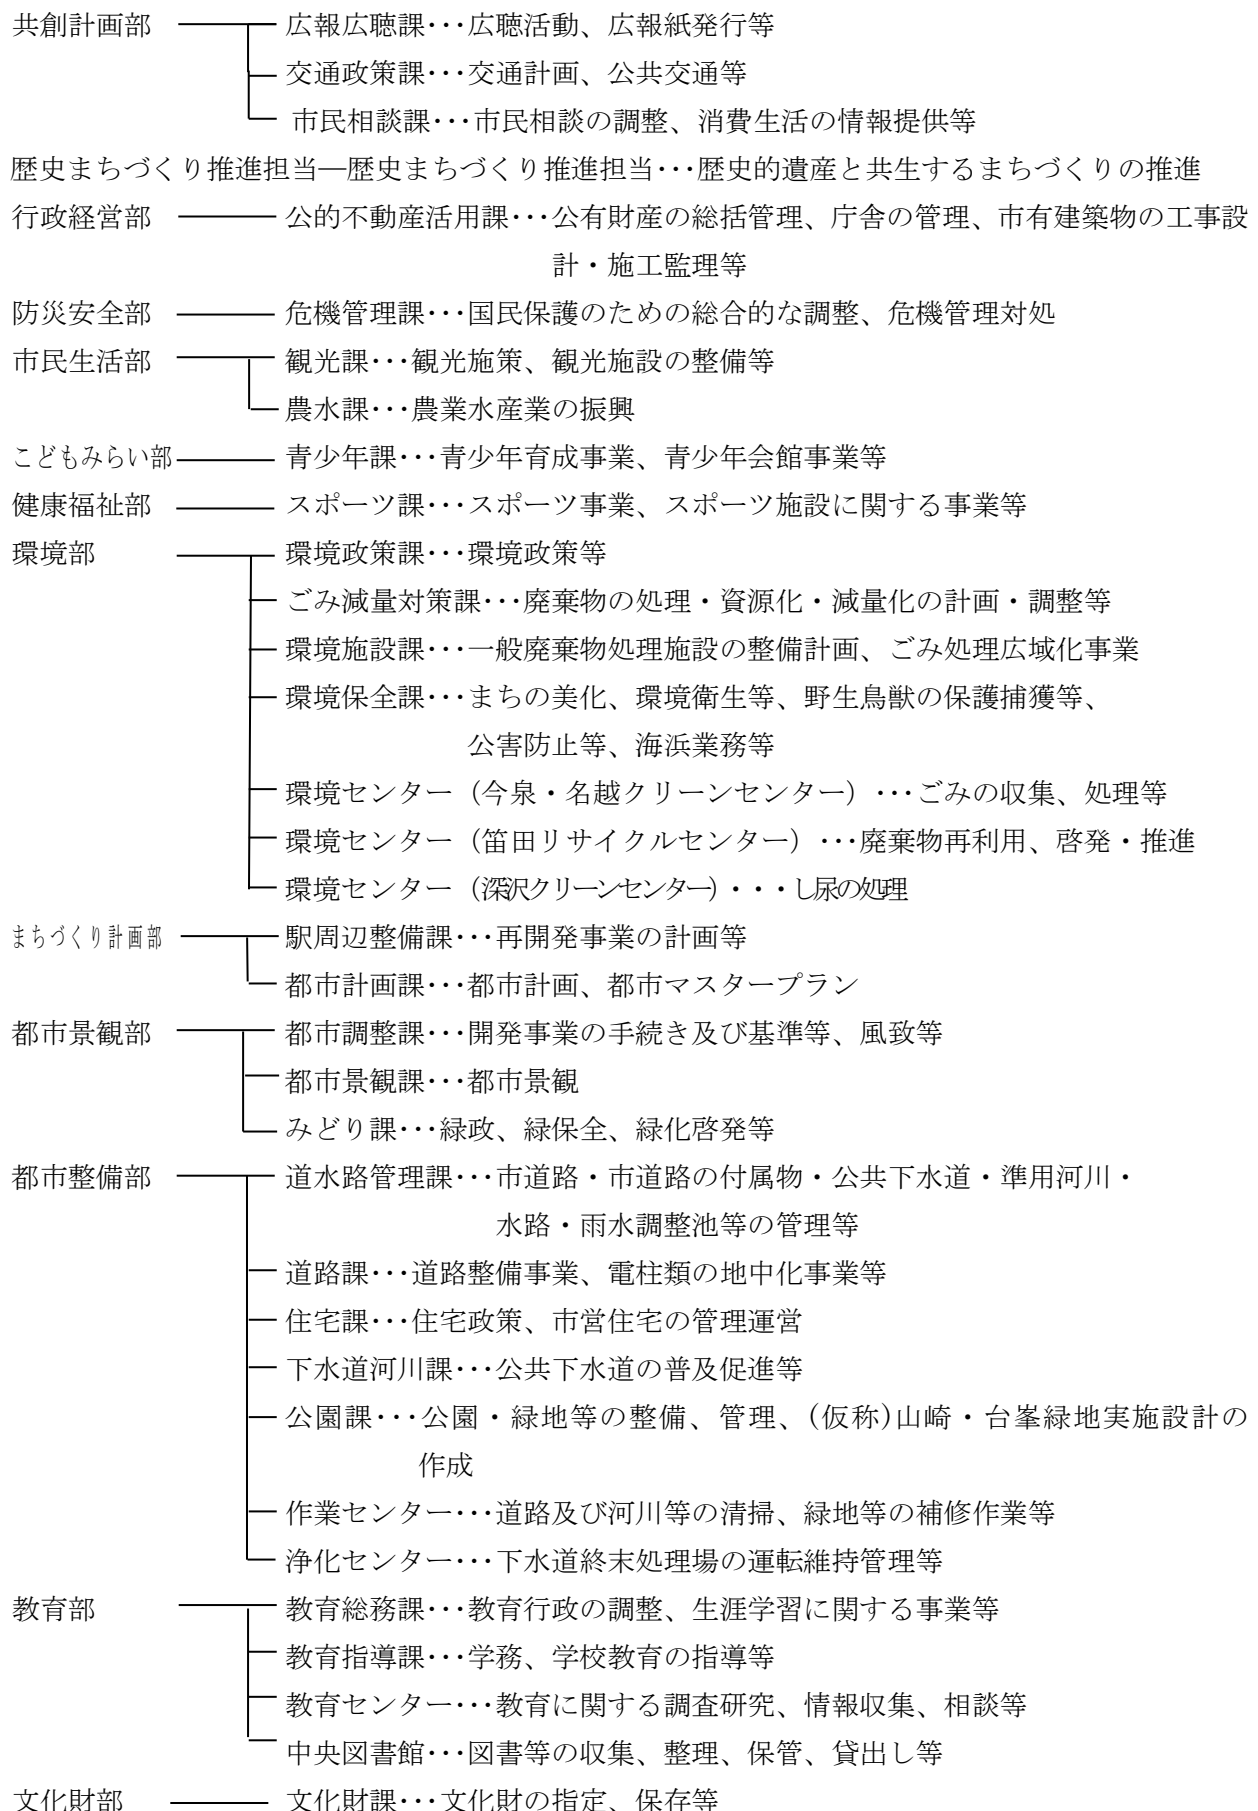 共創計画部 広報広聴課･･･広聴活動、広報紙発行等
交通政策課･･･交通計画、公共交通等
市民相談課･･･市民相談の調整、消費生活の情報提供等
歴史まちづくり推進担当―歴史まちづくり推進担当･･･歴史的遺産と共生するまちづくりの推進
行政経営部 公的不動産活用課･･･公有財産の総括管理、庁舎の管理、市有建築物の工事設
計・施工監理等
防災安全部 危機管理課･･･国民保護のための総合的な調整、危機管理対処
市民生活部 観光課･･･観光施策、観光施設の整備等
農水課･･･農業水産業の振興
こどもみらい部 青少年課･･･青少年育成事業、青少年会館事業等
健康福祉部 スポーツ課･･･スポーツ事業、スポーツ施設に関する事業等
環境部 環境政策課･･･環境政策等
ごみ減量対策課･･･廃棄物の処理・資源化・減量化の計画・調整等
環境施設課･･･一般廃棄物処理施設の整備計画、ごみ処理広域化事業
環境保全課･･･まちの美化、環境衛生等、野生鳥獣の保護捕獲等、
公害防止等、海浜業務等
環境センター（今泉・名越クリーンセンター）･･･ごみの収集、処理等
環境センター（笛田リサイクルセンター）･･･廃棄物再利用、啓発・推進
環境センター（深沢クリーンセンター）・・・し尿の処理
まちづくり計画部 駅周辺整備課･･･再開発事業の計画等
都市計画課･･･都市計画、都市マスタープラン
都市景観部 都市調整課･･･開発事業の手続き及び基準等、風致等
都市景観課･･･都市景観
みどり課･･･緑政、緑保全、緑化啓発等
都市整備部 道水路管理課･･･市道路・市道路の付属物・公共下水道・準用河川・
水路・雨水調整池等の管理等
道路課･･･道路整備事業、電柱類の地中化事業等
住宅課･･･住宅政策、市営住宅の管理運営
下水道河川課･･･公共下水道の普及促進等
公園課･･･公園・緑地等の整備、管理、(仮称)山崎・台峯緑地実施設計の
作成
作業センター･･･道路及び河川等の清掃、緑地等の補修作業等
浄化センター･･･下水道終末処理場の運転維持管理等
教育部 教育総務課･･･教育行政の調整、生涯学習に関する事業等
教育指導課･･･学務、学校教育の指導等
教育センター･･･教育に関する調査研究、情報収集、相談等
中央図書館･･･図書等の収集、整理、保管、貸出し等
文化財部 文化財課･･･文化財の指定、保存等